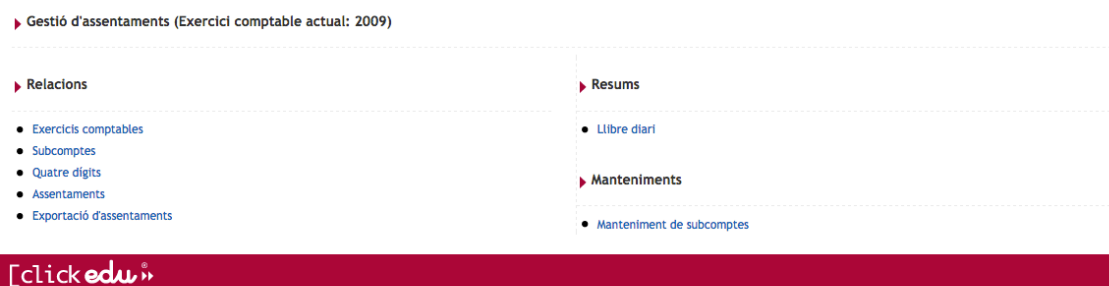 Gestió d'assentaments (Exercici comptable actual: 2009)
Relacions
Exercicis comptables
Subcomptes
Quatre dígits
Assentaments
Exportació d'assentaments
Resums
Llibre diari
Manteniments
Manteniment de subcomptes
[clickedu®